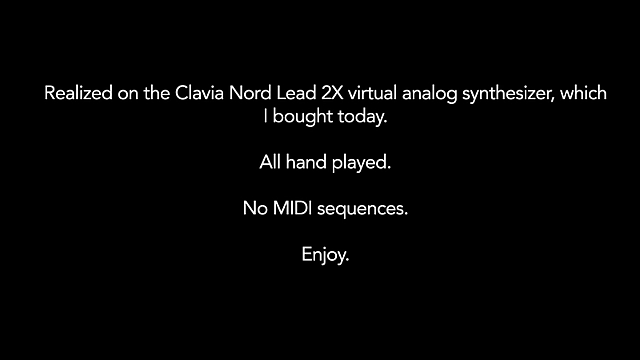 Realized on the Clavia Nord Lead 2X virtual analog synthesizer, which
I bought today.
All hand played.
No MIDI sequences.
Enjoy.